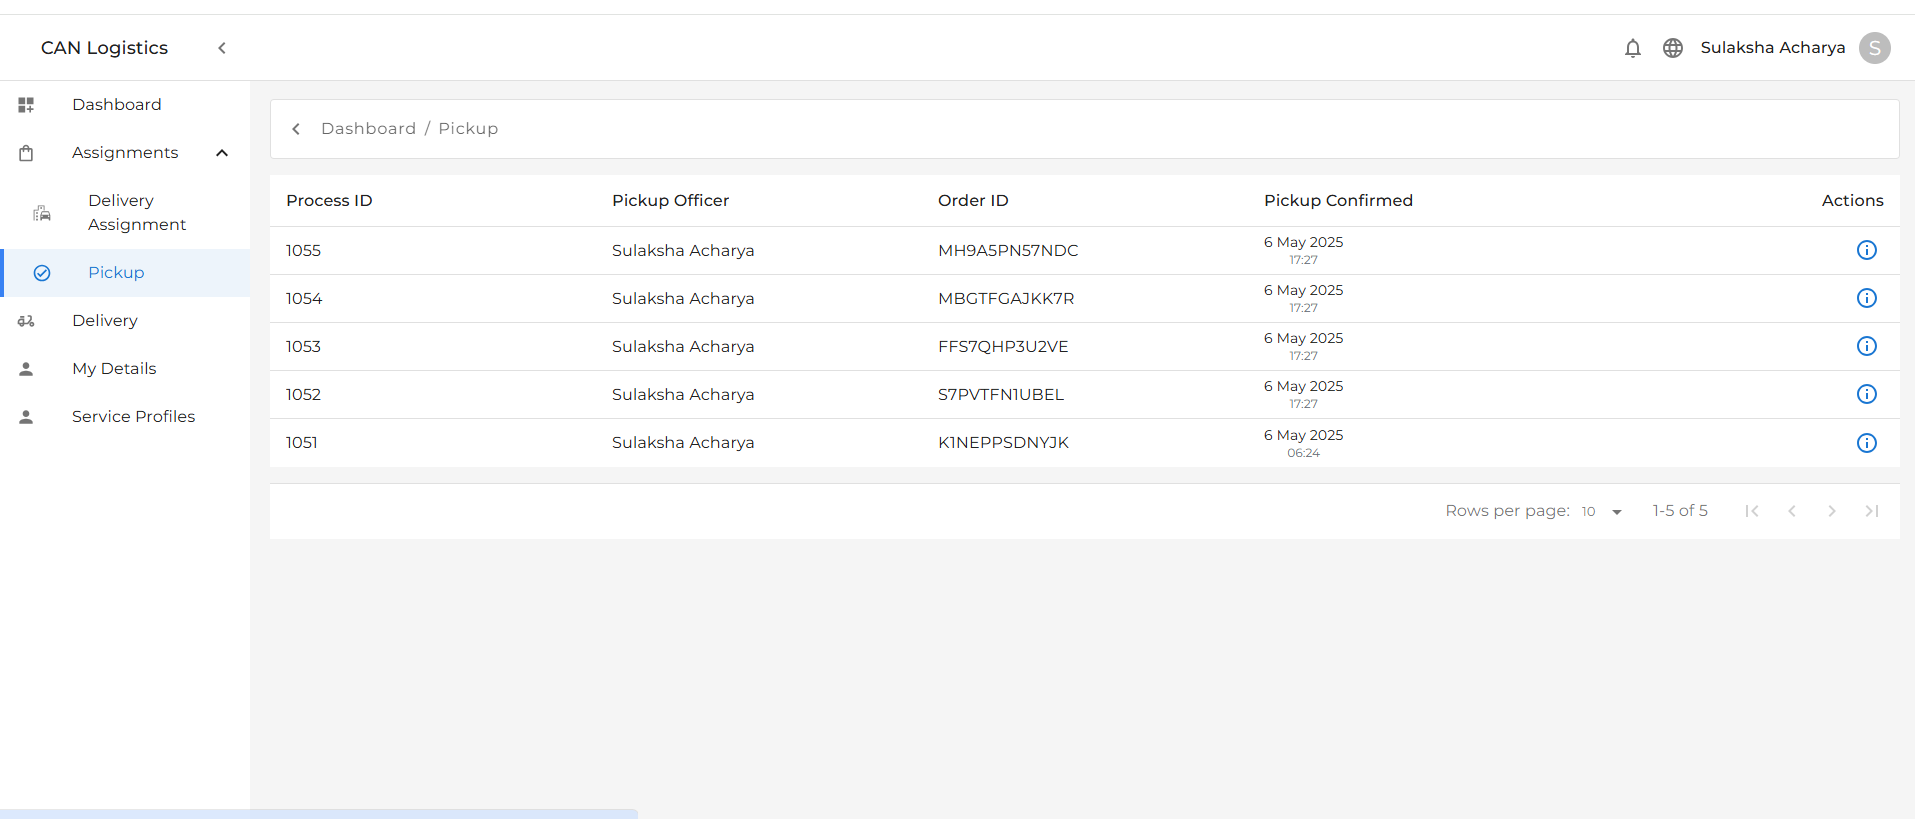 CAN Logistics
Sulaksha Acharya S
Dashboard
Assignments
Delivery
Assignment
Pickup
Delivery
My Details
Service Profiles
Dashboard / Pickup
Process ID Pickup Officer Order ID Pickup Confirmed Actions
1055 Sulaksha Acharya MH9A5PN57NDC 6 May 2025
17:27
1054 Sulaksha Acharya MBGTFGAJKK7R 6 May 2025
17:27
1053 Sulaksha Acharya FFS7QHP3U2VE 6 May 2025
17:27
1052 Sulaksha Acharya S7PVTFN1UBEL 6 May 2025
17:27
1051 Sulaksha Acharya K1NEPPSDNYJK 6 May 2025
06:24
Rows per page: 10 1-5 of 5